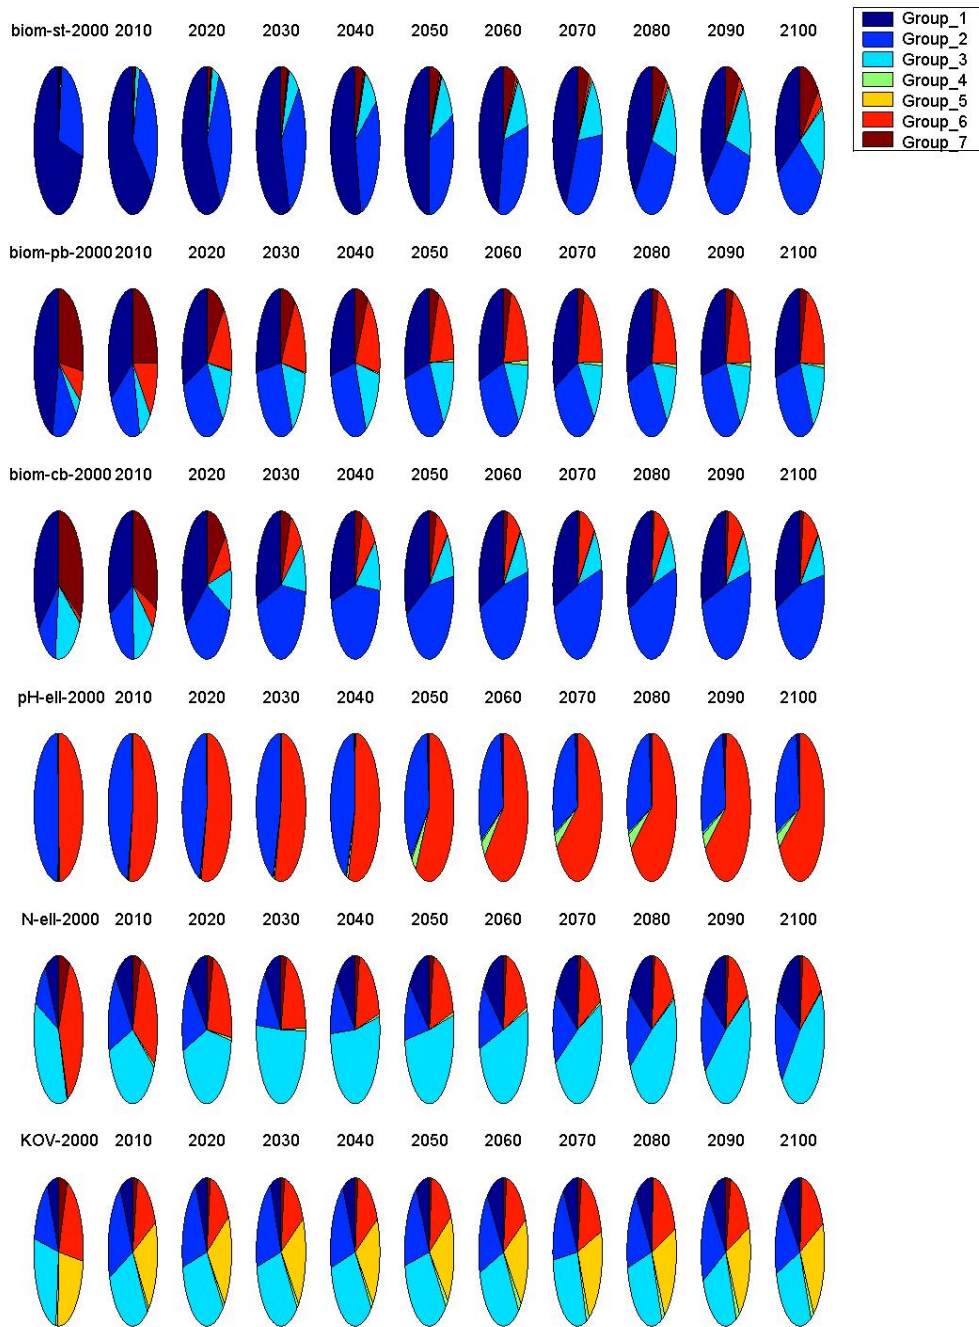 biom-st-2000 2010 2020 2030 2040 2050 2060 2070 2080 2090 2100
Group_1
Group_2
Group_3
Group_4
Group_5
Group_6
Group_7
biom-pb-2000 2010 2020 2030 2040 2050 2060 2070 2080 2090 2100
biom-cb-2000 2010 2020 2030 2040 2050 2060 2070 2080 2090 2100
pH-ell-2000 2010 2020 2030 2040 2050 2060 2070 2080 2090 2100
N-ell-2000 2010 2020 2030 2040 2050 2060 2070 2080 2090 2100
KOV-2000 2010 2020 2030 2040 2050 2060 2070 2080 2090 2100